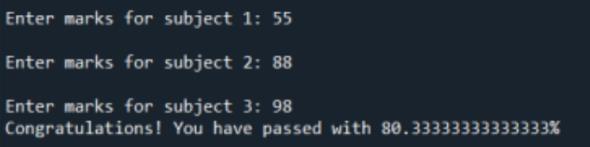 Enter marks for subject 1: 55
Enter marks for subject 2: 88
Enter marks for subject 3: 98
Congratulations! You have passed with 80.33333333333333%